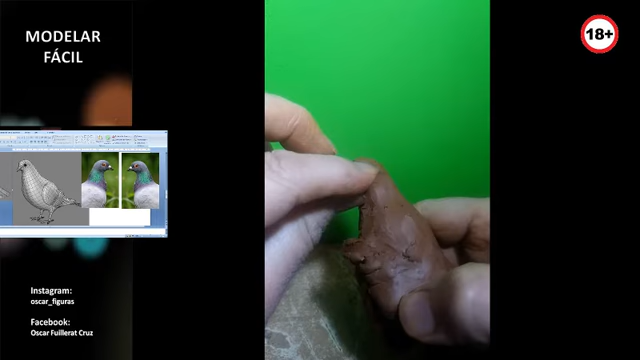 MODELAR
FÁCIL
18+
Instagram:
oscar_figuras
Facebook:
Oscar Fuillerat Cruz